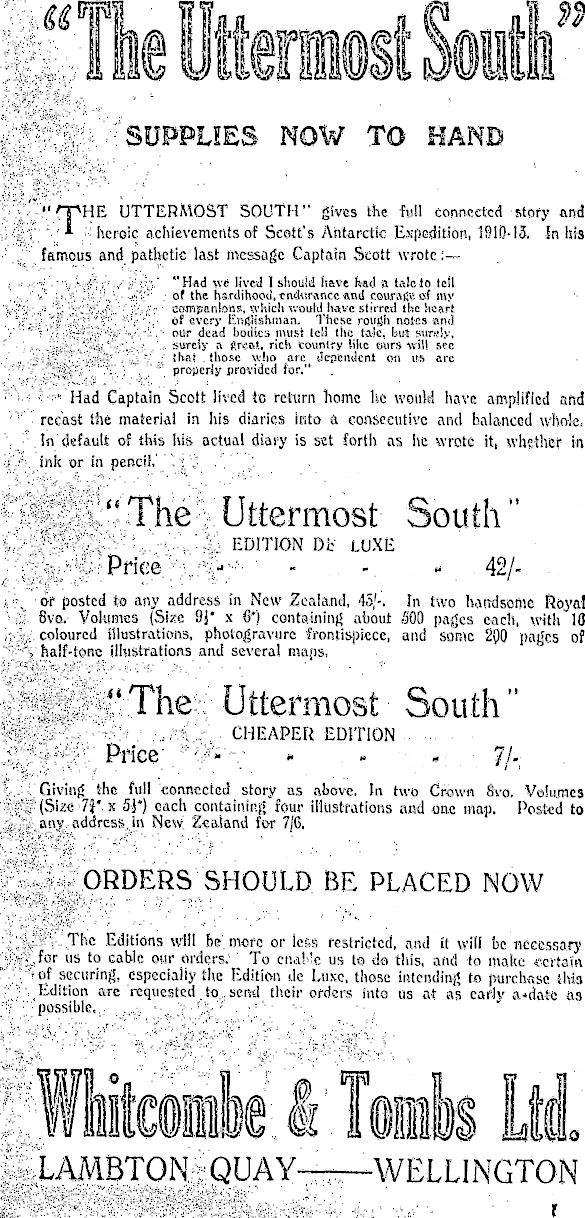 "The Uttermost South"
SUPPLIES NOW TO HAND
"THE UTTERMOST SOUTH" gives the full connected story and
heroic achievements of Scott's Antarctic Expedition, 1910-13. In his
famous and pathetic last message Captain Scott wrote:—
"Had we lived I should have had a tale to tell
of the hardihood, endurance and courage of my
companions, which would have stirred the heart
of every Englishman. These rough notes and
our dead bodies must tell the tale, but surely,
surely a great, rich country like ours will see
that those who are dependent on us are
properly provided for."
Had Captain Scott lived to return home he would have amplified and
recast the material in his diaries into a consecutive and balanced whole.
In default of this his actual diary is set forth as he wrote it, whether in
ink or in pencil.
"The Uttermost South"
EDITION DE LUXE
Price - - - - 42/-
or posted to any address in New Zealand, 43/-. In two handsome Royal
8vo. Volumes (Size 9½" x 6") containing about 500 pages each, with 16
coloured illustrations, photogravure frontispiece, and some 200 pages of
half-tone illustrations and several maps.
"The Uttermost South"
CHEAPER EDITION
Price - - - - 7/-
Giving the full connected story as above. In two Crown 8vo. Volumes
(Size 7¾" x 5½") each containing four illustrations and one map. Posted to
any address in New Zealand for 7/6.
ORDERS SHOULD BE PLACED NOW
The Editions will be more or less restricted, and it will be necessary
for us to cable our orders. To enable us to do this, and to make certain
of securing, especially the Edition de Luxe, those intending to purchase this
Edition are requested to send their orders into us at as early a date as
possible.
Whitcombe & Tombs Ltd.
LAMBTON QUAY——WELLINGTON